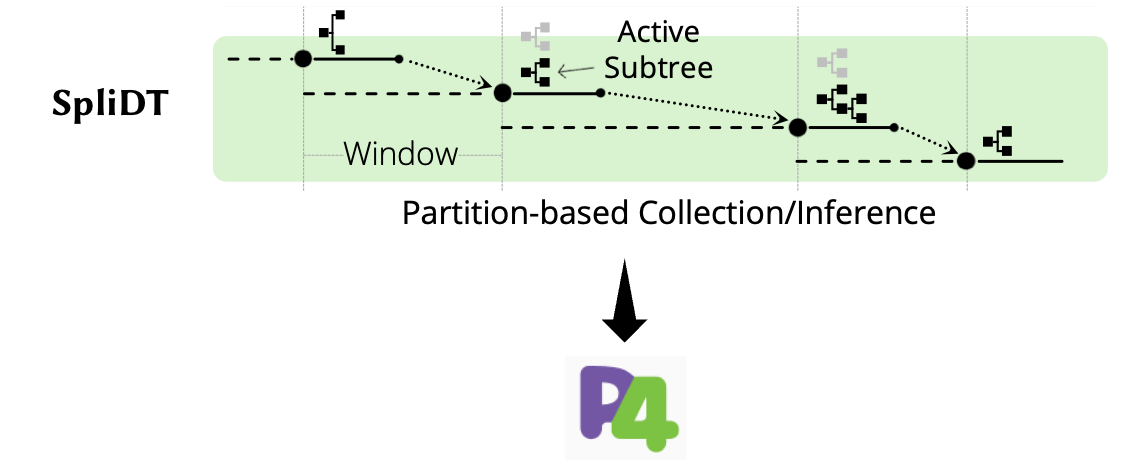 Active
Subtree
SpliDT
Window
Partition-based Collection/Inference
P4